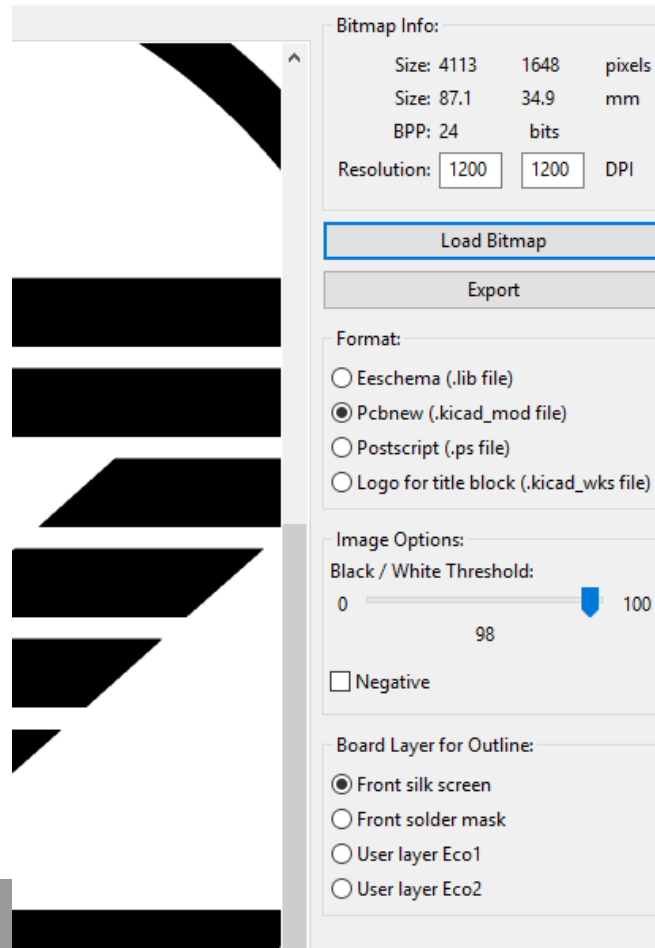 Bitmap Info:
Size: 4113 1648 pixels
Size: 87.1 34.9 mm
BPP: 24 bits
Resolution: 1200 1200 DPI
Load Bitmap
Export
Format:
Eeschema (.lib file)
Pcbnew (.kicad_mod file)
Postscript (.ps file)
Logo for title block (.kicad_wks file)
Image Options:
Black / White Threshold:
0 100
98
Negative
Board Layer for Outline:
Front silk screen
Front solder mask
User layer Eco1
User layer Eco2